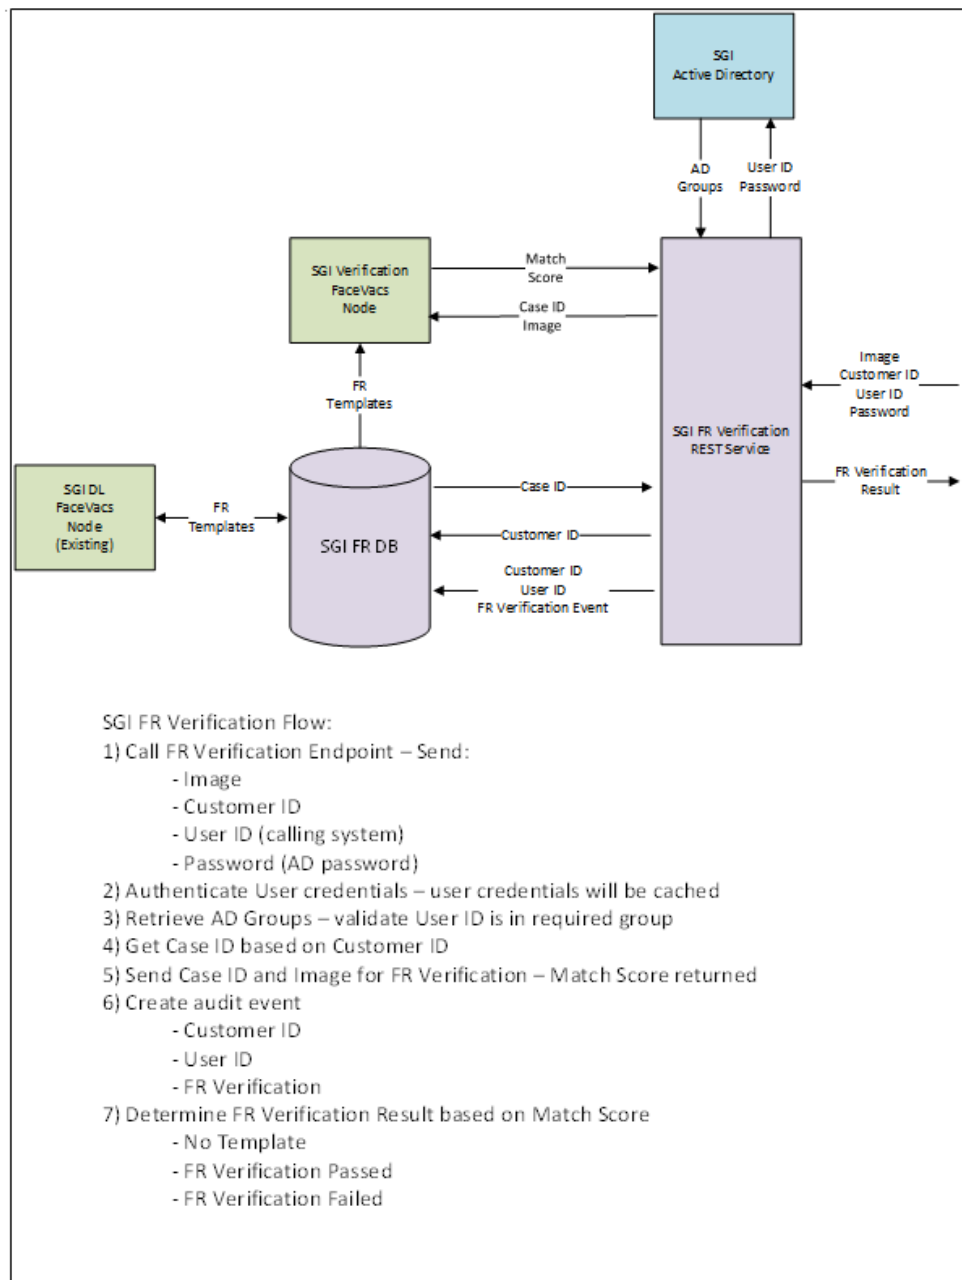 SGI
Active Directory
AD
Groups
User ID
Password
SGI Verification
FaceVacs
Node
Match
Score
Case ID
Image
Image
Customer ID
User ID
Password
FR
Templates
SGI FR Verification
REST Service
SGI DL
FaceVacs
Node
(Existing)
FR
Templates
SGI FR DB
Case ID
FR Verification
Result
Customer ID
Customer ID
User ID
FR Verification Event
SGI FR Verification Flow:
1) Call FR Verification Endpoint – Send:
- Image
- Customer ID
- User ID (calling system)
- Password (AD password)
2) Authenticate User credentials – user credentials will be cached
3) Retrieve AD Groups – validate User ID is in required group
4) Get Case ID based on Customer ID
5) Send Case ID and Image for FR Verification – Match Score returned
6) Create audit event
- Customer ID
- User ID
- FR Verification
7) Determine FR Verification Result based on Match Score
- No Template
- FR Verification Passed
- FR Verification Failed